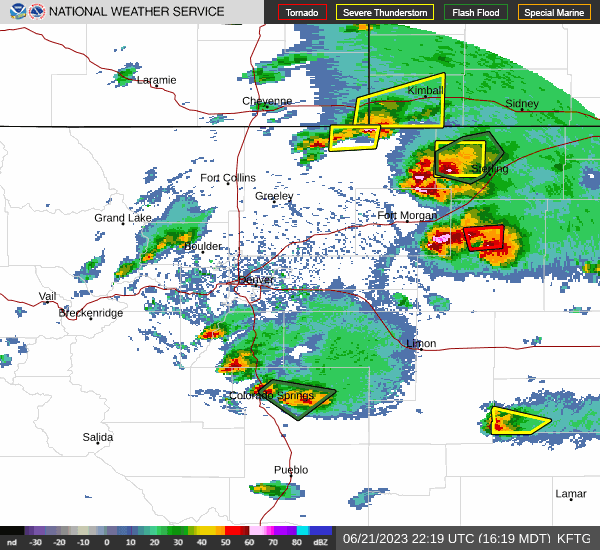 NATIONAL WEATHER SERVICE
Tornado
Severe Thunderstorm
Flash Flood
Special Marine
Laramie
Cheyenne
Kimball
Sidney
Sterling
Fort Collins
Greeley
Grand Lake
Fort Morgan
Boulder
Denver
Vail
Breckenridge
Limon
Colorado Springs
Salida
Pueblo
Lamar
nd -30 -20 -10 0 10 20 30 40 50 60 70 80 dBZ
06/21/2023 22:19 UTC (16:19 MDT) KFTG